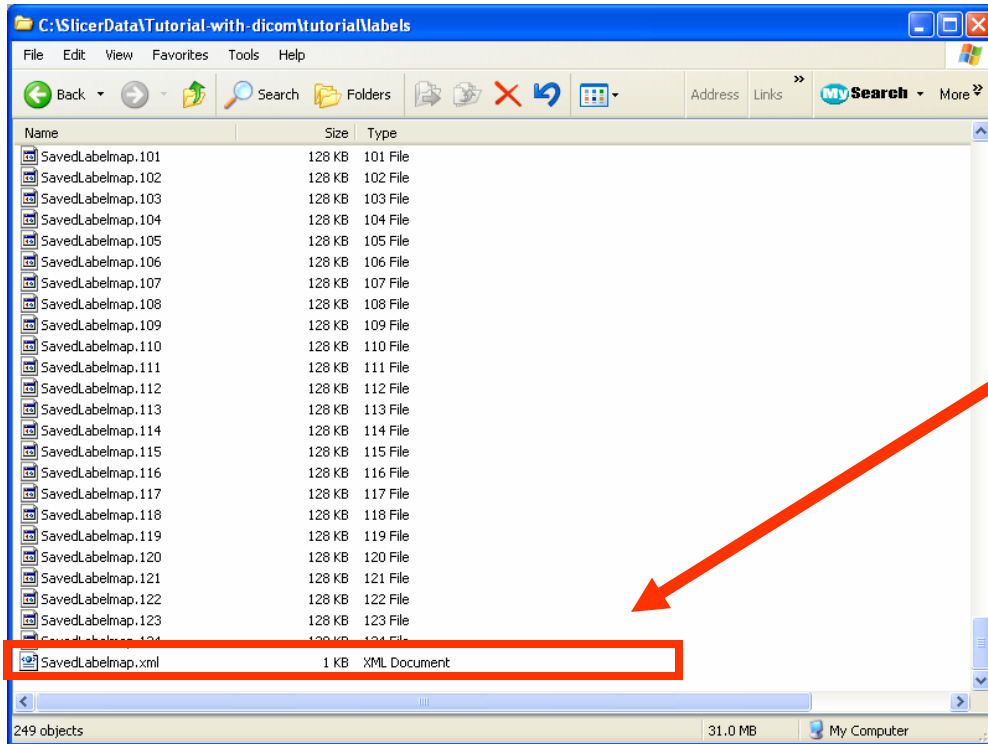 C:\SlicerData\Tutorial-with-dicom\tutorial\labels
File Edit View Favorites Tools Help
Back Search Folders Address Links » My Search More »
Name Size Type
SavedLabelmap.101 128 KB 101 File
SavedLabelmap.102 128 KB 102 File
SavedLabelmap.103 128 KB 103 File
SavedLabelmap.104 128 KB 104 File
SavedLabelmap.105 128 KB 105 File
SavedLabelmap.106 128 KB 106 File
SavedLabelmap.107 128 KB 107 File
SavedLabelmap.108 128 KB 108 File
SavedLabelmap.109 128 KB 109 File
SavedLabelmap.110 128 KB 110 File
SavedLabelmap.111 128 KB 111 File
SavedLabelmap.112 128 KB 112 File
SavedLabelmap.113 128 KB 113 File
SavedLabelmap.114 128 KB 114 File
SavedLabelmap.115 128 KB 115 File
SavedLabelmap.116 128 KB 116 File
SavedLabelmap.117 128 KB 117 File
SavedLabelmap.118 128 KB 118 File
SavedLabelmap.119 128 KB 119 File
SavedLabelmap.120 128 KB 120 File
SavedLabelmap.121 128 KB 121 File
SavedLabelmap.122 128 KB 122 File
SavedLabelmap.123 128 KB 123 File
SavedLabelmap.124 128 KB 124 File
SavedLabelmap.xml 1 KB XML Document
249 objects 31.0 MB My Computer